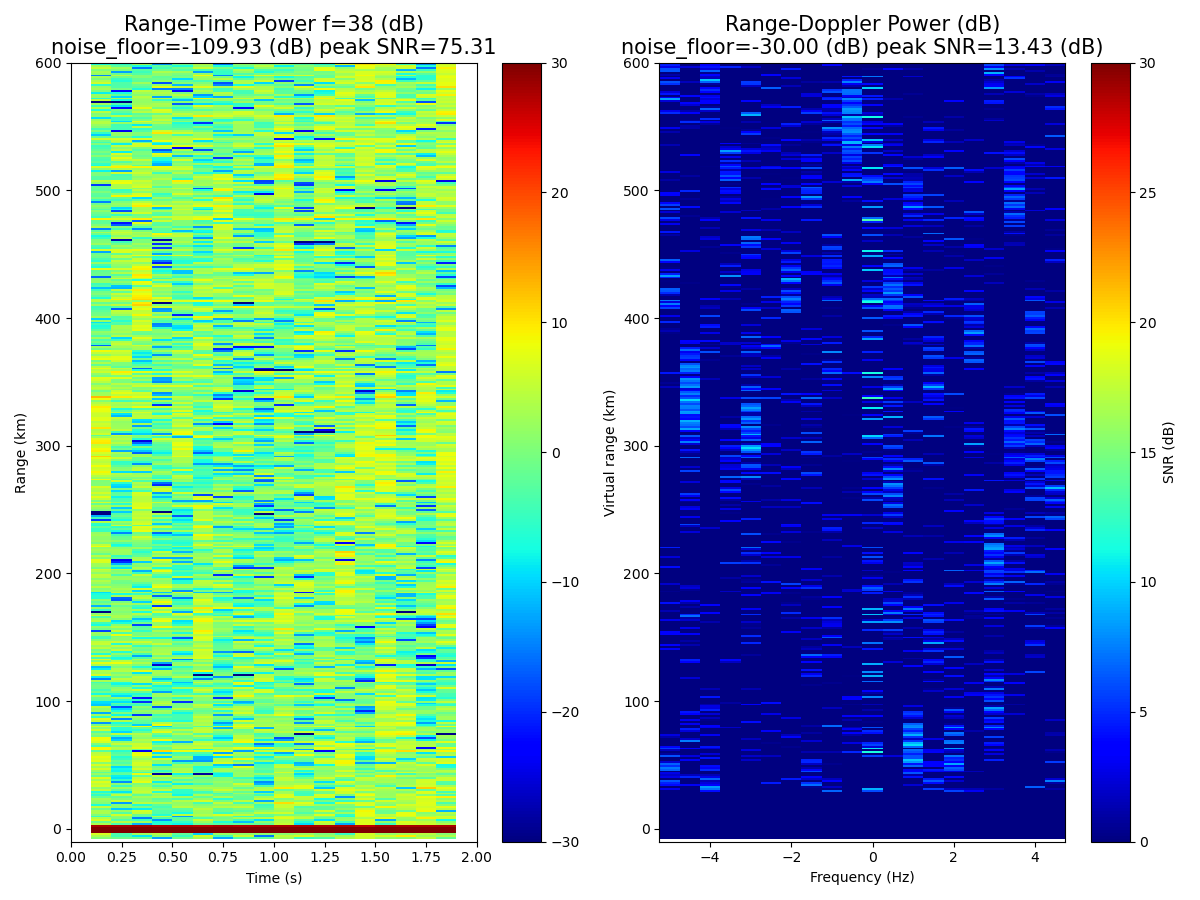 Range-Time Power f=38 (dB)
noise_floor=-109.93 (dB) peak SNR=75.31
600
500
400
300
200
100
0
Range (km)
0.00 0.25 0.50 0.75 1.00 1.25 1.50 1.75 2.00
Time (s)
30
20
10
0
−10
−20
−30
Range-Doppler Power (dB)
noise_floor=-30.00 (dB) peak SNR=13.43 (dB)
600
500
400
300
200
100
0
Virtual range (km)
−4 −2 0 2 4
Frequency (Hz)
30
25
20
15
10
5
0
SNR (dB)